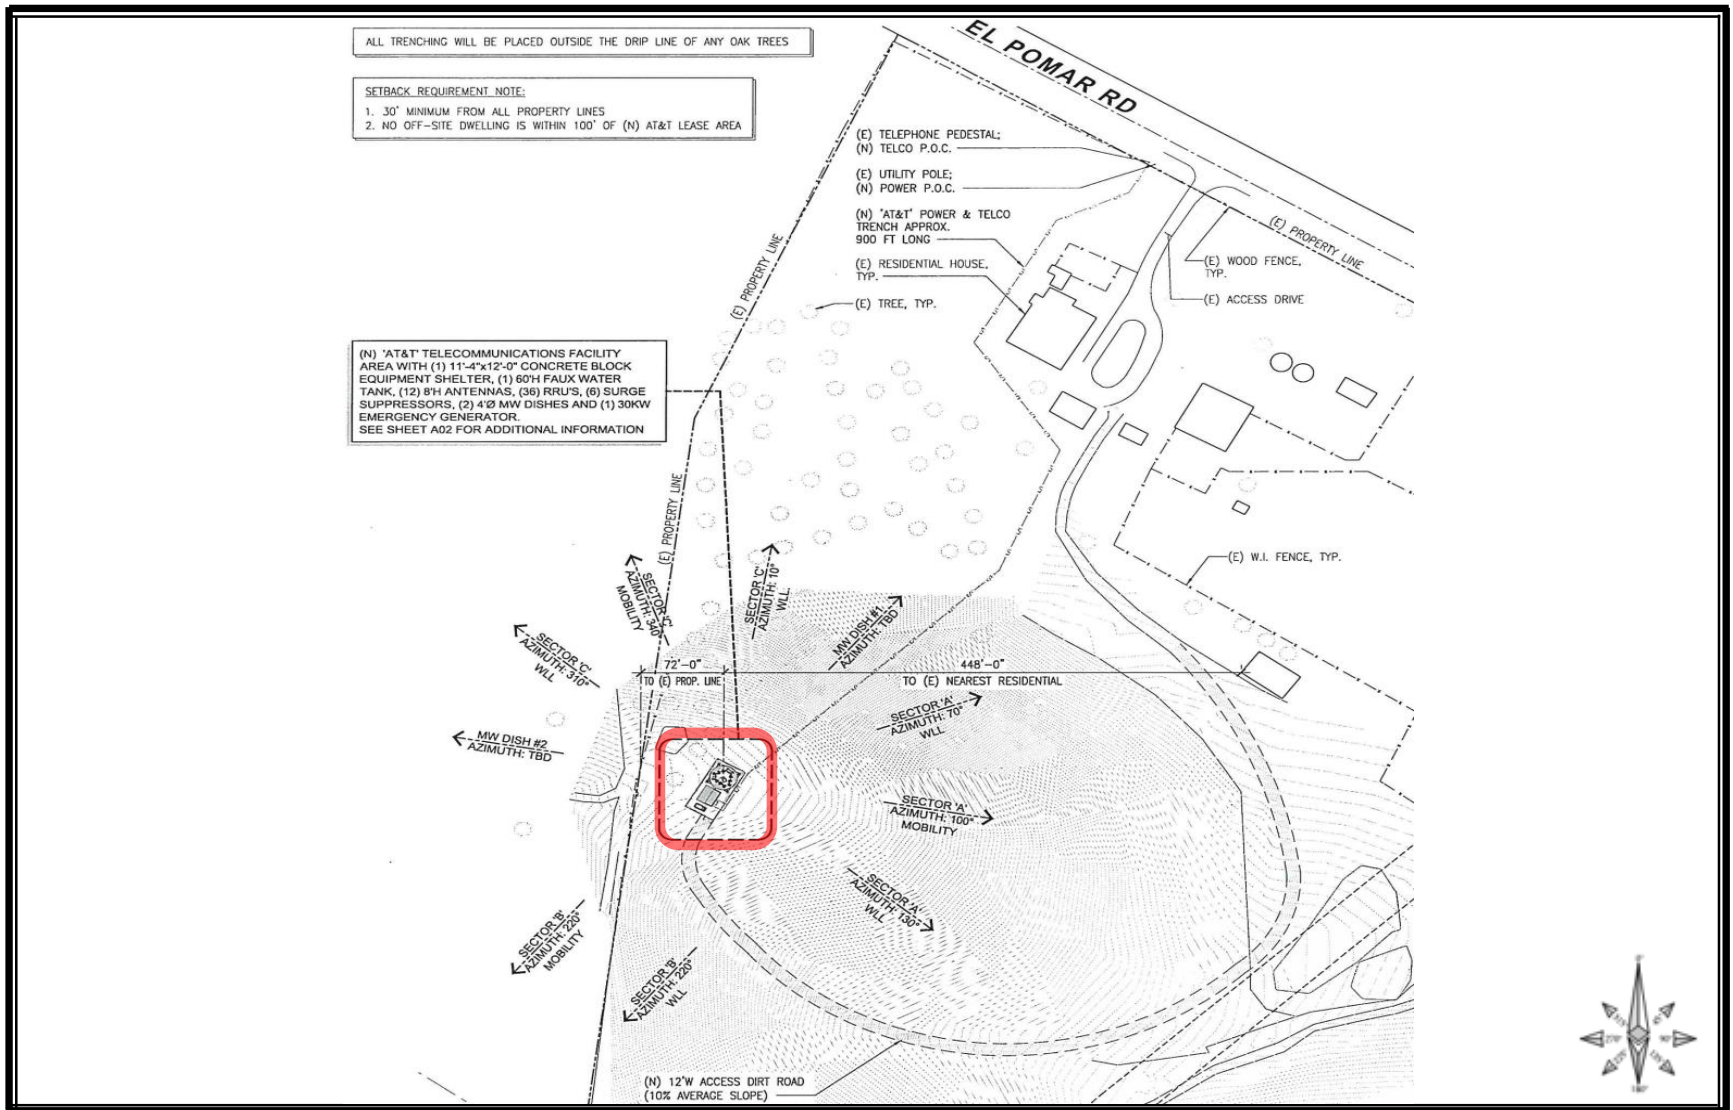 ALL TRENCHING WILL BE PLACED OUTSIDE THE DRIP LINE OF ANY OAK TREES
SETBACK REQUIREMENT NOTE:
1. 30' MINIMUM FROM ALL PROPERTY LINES
2. NO OFF-SITE DWELLING IS WITHIN 100' OF (N) AT&T LEASE AREA
EL POMAR RD
(E) TELEPHONE PEDESTAL;
(N) TELCO P.O.C.
(E) UTILITY POLE;
(N) POWER P.O.C.
(N) 'AT&T' POWER & TELCO
TRENCH APPROX.
900 FT LONG
(E) RESIDENTIAL HOUSE,
TYP.
(E) TREE, TYP.
(E) PROPERTY LINE
(E) PROPERTY LINE
(E) WOOD FENCE,
TYP.
(E) ACCESS DRIVE
(N) 'AT&T' TELECOMMUNICATIONS FACILITY
AREA WITH (1) 11'-4"x12'-0" CONCRETE BLOCK
EQUIPMENT SHELTER, (1) 60'H FAUX WATER
TANK, (12) 8'H ANTENNAS, (36) RRU'S, (6) SURGE
SUPPRESSORS, (2) 4'Ø MW DISHES AND (1) 30KW
EMERGENCY GENERATOR.
SEE SHEET A02 FOR ADDITIONAL INFORMATION
(E) PROPERTY LINE
(E) W.I. FENCE, TYP.
SECTOR 'C'
AZIMUTH: 340°
MOBILITY
SECTOR 'C'
AZIMUTH: 10°
WLL
MW DISH #1
AZIMUTH: TBD
SECTOR 'C'
AZIMUTH: 310°
WLL
72'-0"
TO (E) PROP. LINE
448'-0"
TO (E) NEAREST RESIDENTIAL
SECTOR 'A'
AZIMUTH: 70°
WLL
MW DISH #2
AZIMUTH: TBD
SECTOR 'A'
AZIMUTH: 100°
MOBILITY
SECTOR 'A'
AZIMUTH: 130°
WLL
SECTOR 'B'
AZIMUTH: 220°
MOBILITY
SECTOR 'B'
AZIMUTH: 220°
WLL
(N) 12'W ACCESS DIRT ROAD
(10% AVERAGE SLOPE)
0°
315°
45°
270°
90°
225°
135°
180°